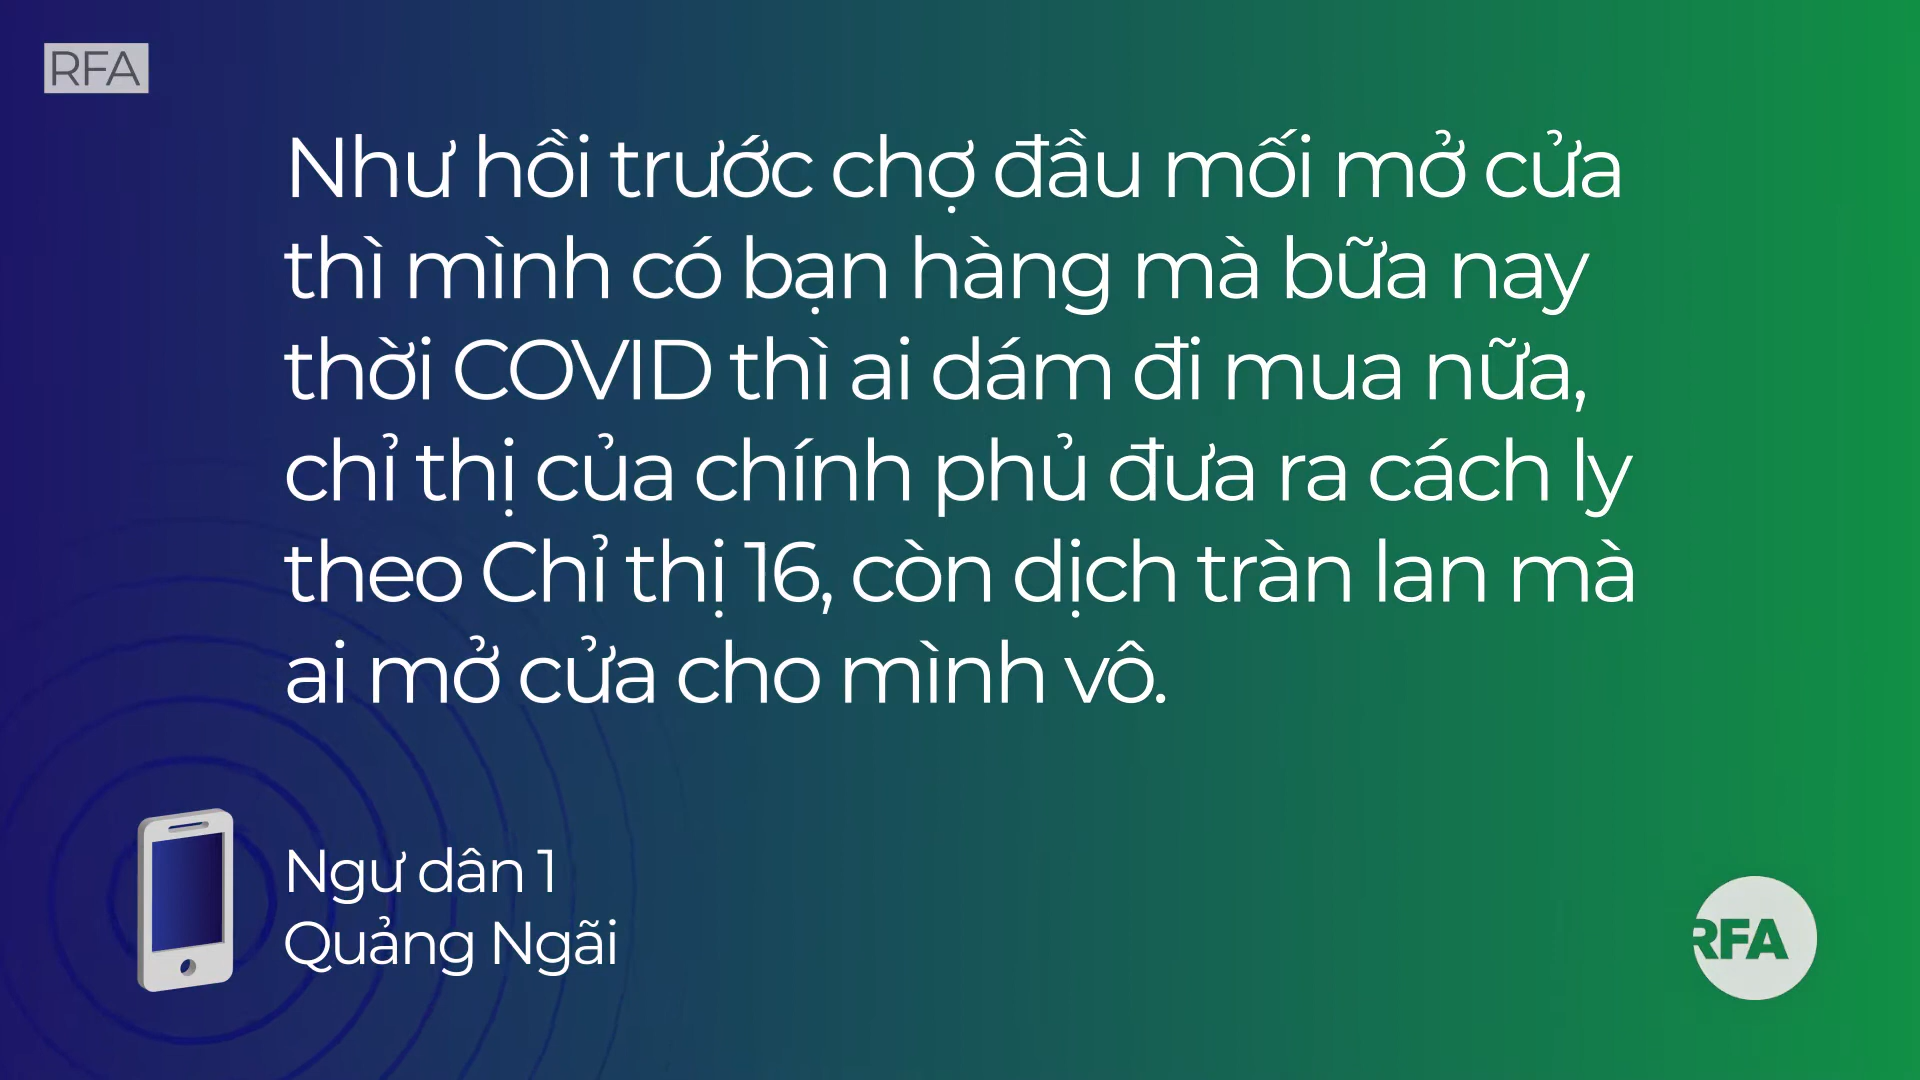 RFA
Như hồi trước chợ đầu mối mở cửa
thì mình có bạn hàng mà bữa nay
thời COVID thì ai dám đi mua nữa,
chỉ thị của chính phủ đưa ra cách ly
theo Chỉ thị 16, còn dịch tràn lan mà
ai mở cửa cho mình vô.
Ngư dân 1
Quảng Ngãi
RFA